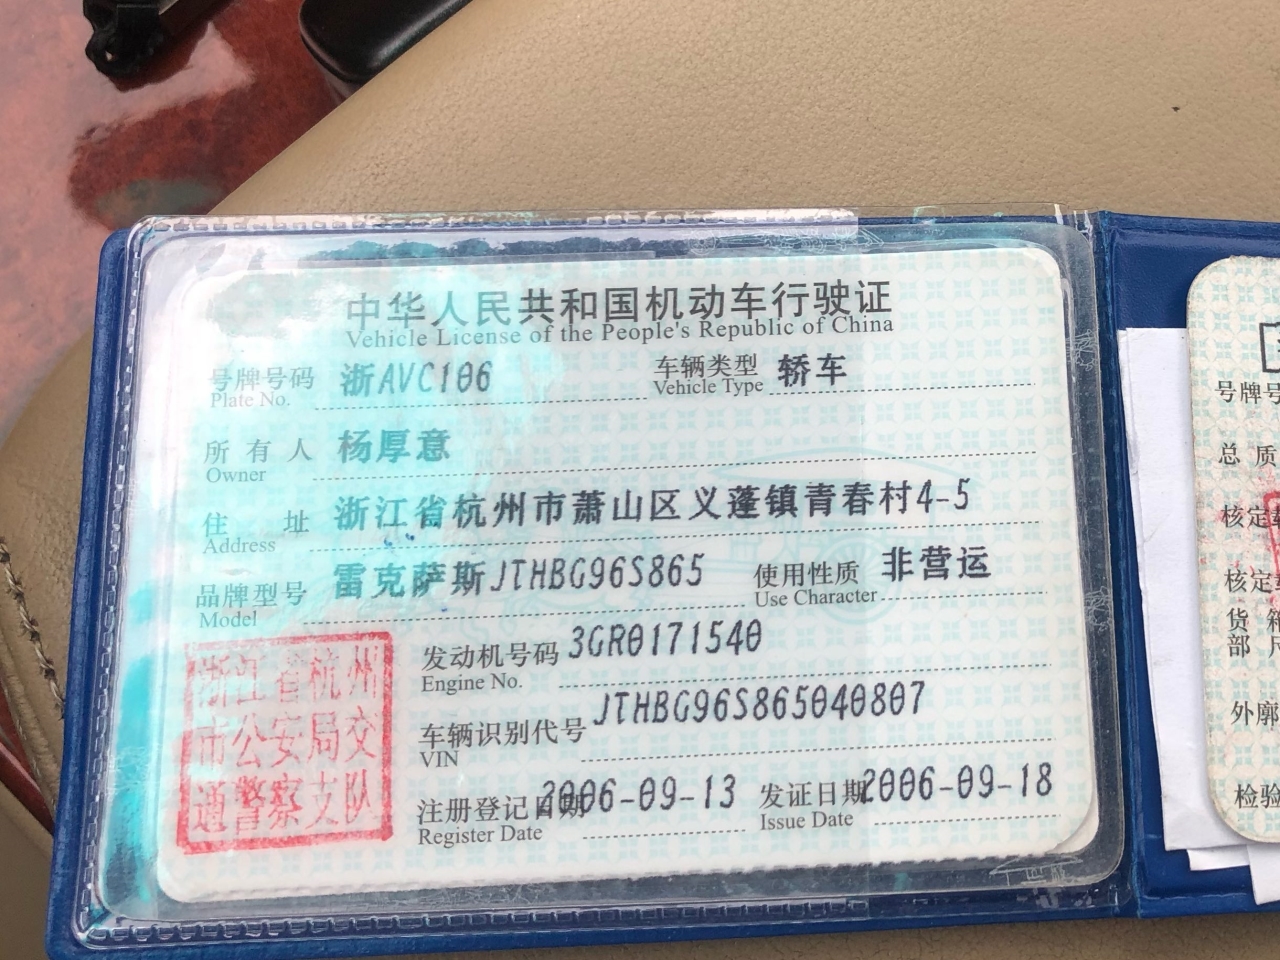 中华人民共和国机动车行驶证
Vehicle License of the People's Republic of China
号牌号码 浙AVC106 车辆类型 轿车
Plate No. Vehicle Type
所有人 杨厚意
Owner
住址 浙江省杭州市萧山区义蓬镇青春村4-5
Address
品牌型号 雷克萨斯JTHBG96S865 使用性质 非营运
Model Use Character
发动机号码 3GR0171540
Engine No.
车辆识别代号 JTHBG96S865040807
VIN
注册登记日期 2006-09-13 发证日期 2006-09-18
Register Date Issue Date
浙江省杭州
市公安局交
通警察支队
号牌号
总质
核定
核定
货箱
部
外廓
检验